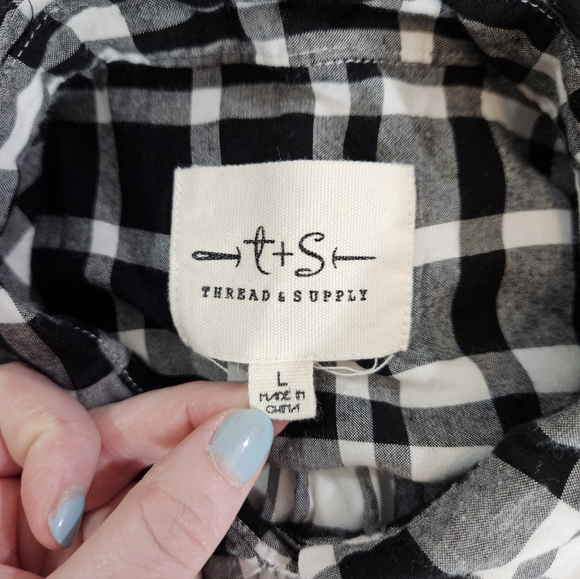 t+S
THREAD & SUPPLY
L
MADE IN
CHINA